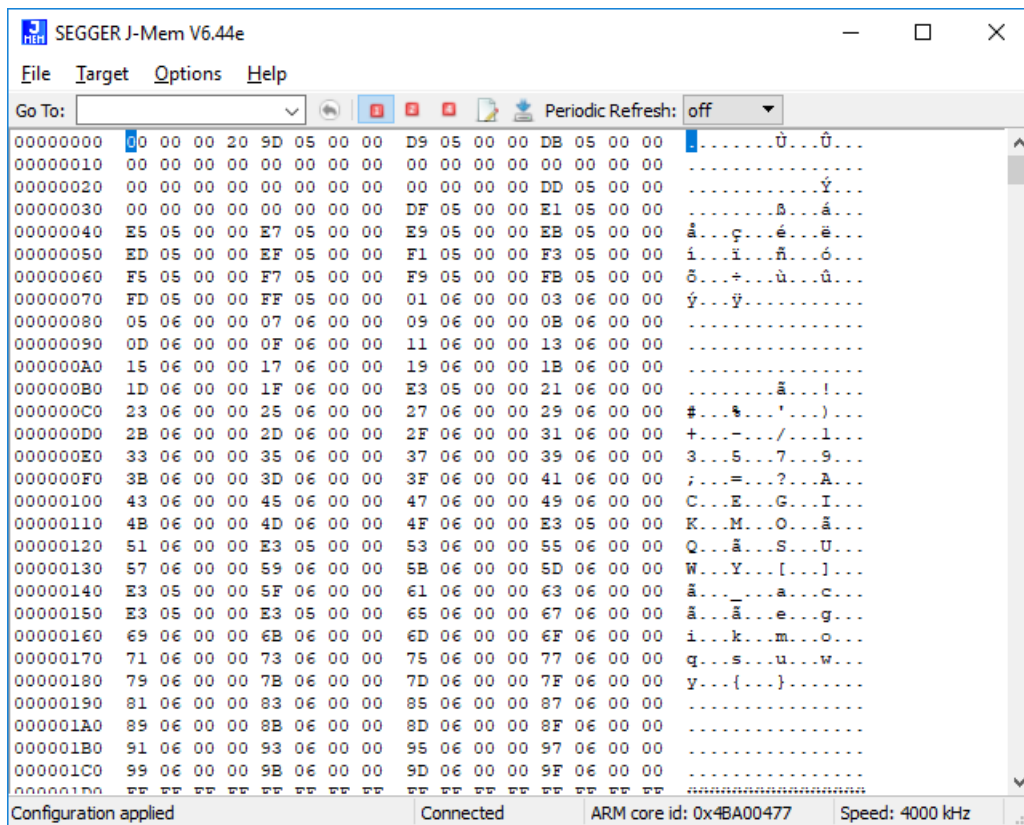 J MEM SEGGER J-Mem V6.44e
File Target Options Help
Go To: Periodic Refresh: off
00000000 00 00 00 20 9D 05 00 00 D9 05 00 00 DB 05 00 00 ........Ù...Û...
00000010 00 00 00 00 00 00 00 00 00 00 00 00 00 00 00 00 ................
00000020 00 00 00 00 00 00 00 00 00 00 00 00 DD 05 00 00 ............Ý...
00000030 00 00 00 00 00 00 00 00 DF 05 00 00 E1 05 00 00 ........ß...á...
00000040 E5 05 00 00 E7 05 00 00 E9 05 00 00 EB 05 00 00 å...ç...é...ë...
00000050 ED 05 00 00 EF 05 00 00 F1 05 00 00 F3 05 00 00 í...ï...ñ...ó...
00000060 F5 05 00 00 F7 05 00 00 F9 05 00 00 FB 05 00 00 õ...÷...ù...û...
00000070 FD 05 00 00 FF 05 00 00 01 06 00 00 03 06 00 00 ý...ÿ...........
00000080 05 06 00 00 07 06 00 00 09 06 00 00 0B 06 00 00 ................
00000090 0D 06 00 00 0F 06 00 00 11 06 00 00 13 06 00 00 ................
000000A0 15 06 00 00 17 06 00 00 19 06 00 00 1B 06 00 00 ................
000000B0 1D 06 00 00 1F 06 00 00 E3 05 00 00 21 06 00 00 ........ã...!...
000000C0 23 06 00 00 25 06 00 00 27 06 00 00 29 06 00 00 #...%...'...)...
000000D0 2B 06 00 00 2D 06 00 00 2F 06 00 00 31 06 00 00 +...-.../...1...
000000E0 33 06 00 00 35 06 00 00 37 06 00 00 39 06 00 00 3...5...7...9...
000000F0 3B 06 00 00 3D 06 00 00 3F 06 00 00 41 06 00 00 ;...=...?...A...
00000100 43 06 00 00 45 06 00 00 47 06 00 00 49 06 00 00 C...E...G...I...
00000110 4B 06 00 00 4D 06 00 00 4F 06 00 00 E3 05 00 00 K...M...O...ã...
00000120 51 06 00 00 E3 05 00 00 53 06 00 00 55 06 00 00 Q...ã...S...U...
00000130 57 06 00 00 59 06 00 00 5B 06 00 00 5D 06 00 00 W...Y...[...]...
00000140 E3 05 00 00 5F 06 00 00 61 06 00 00 63 06 00 00 ã..._...a...c...
00000150 E3 05 00 00 E3 05 00 00 65 06 00 00 67 06 00 00 ã...ã...e...g...
00000160 69 06 00 00 6B 06 00 00 6D 06 00 00 6F 06 00 00 i...k...m...o...
00000170 71 06 00 00 73 06 00 00 75 06 00 00 77 06 00 00 q...s...u...w...
00000180 79 06 00 00 7B 06 00 00 7D 06 00 00 7F 06 00 00 y...{...}.......
00000190 81 06 00 00 83 06 00 00 85 06 00 00 87 06 00 00 ................
000001A0 89 06 00 00 8B 06 00 00 8D 06 00 00 8F 06 00 00 ................
000001B0 91 06 00 00 93 06 00 00 95 06 00 00 97 06 00 00 ................
000001C0 99 06 00 00 9B 06 00 00 9D 06 00 00 9F 06 00 00 ................
000001D0 FF FF FF FF FF FF FF FF FF FF FF FF FF FF FF FF ÿÿÿÿÿÿÿÿÿÿÿÿÿÿÿÿ
Configuration applied Connected ARM core id: 0x4BA00477 Speed: 4000 kHz